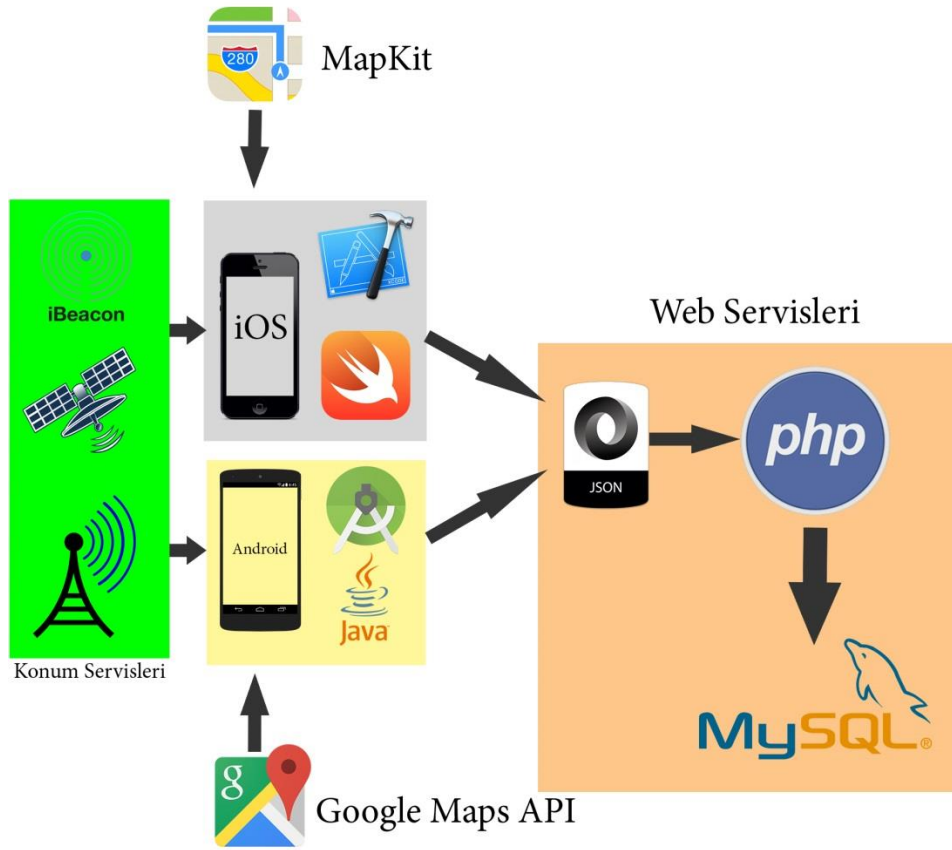 280
MapKit
iBeacon
iOS
Web Servisleri
JSON
php
Android
Java
Konum Servisleri
MySQL®
g
Google Maps API